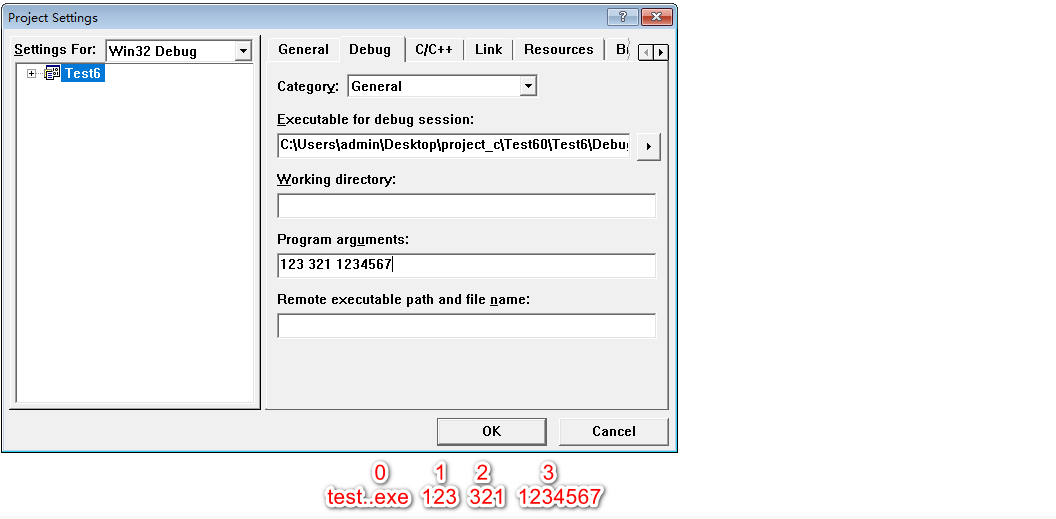 Project Settings
Settings For: Win32 Debug
Test6
General Debug C/C++ Link Resources
Category: General
Executable for debug session:
C:\Users\admin\Desktop\project_c\Test60\Test6\Debug
Working directory:
Program arguments:
123 321 1234567
Remote executable path and file name:
OK Cancel
0 1 2 3
test..exe 123 321 1234567